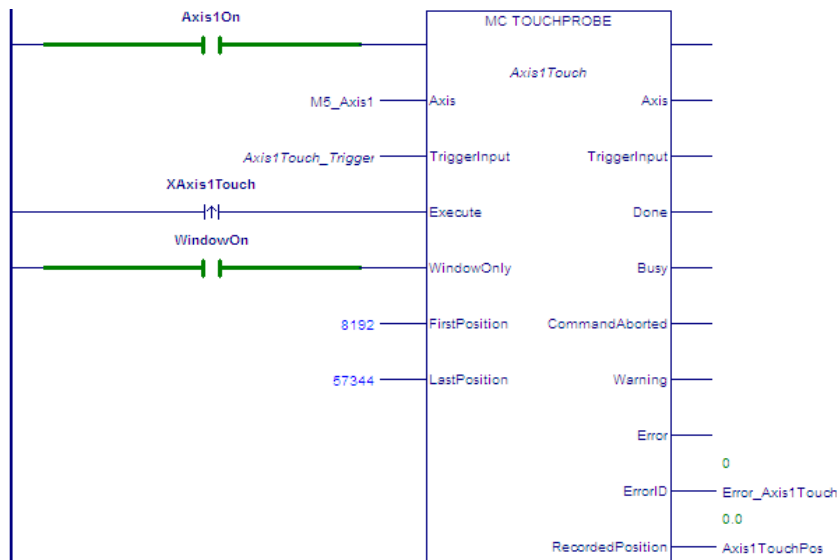 Axis1On
MC TOUCHPROBE
Axis1Touch
M5_Axis1 Axis Axis
Axis1Touch_Trigger TriggerInput TriggerInput
XAxis1Touch
Execute Done
WindowOn
WindowOnly Busy
8192 FirstPosition CommandAborted
57344 LastPosition Warning
Error
0
ErrorID Error_Axis1Touch
0.0
RecordedPosition Axis1TouchPos